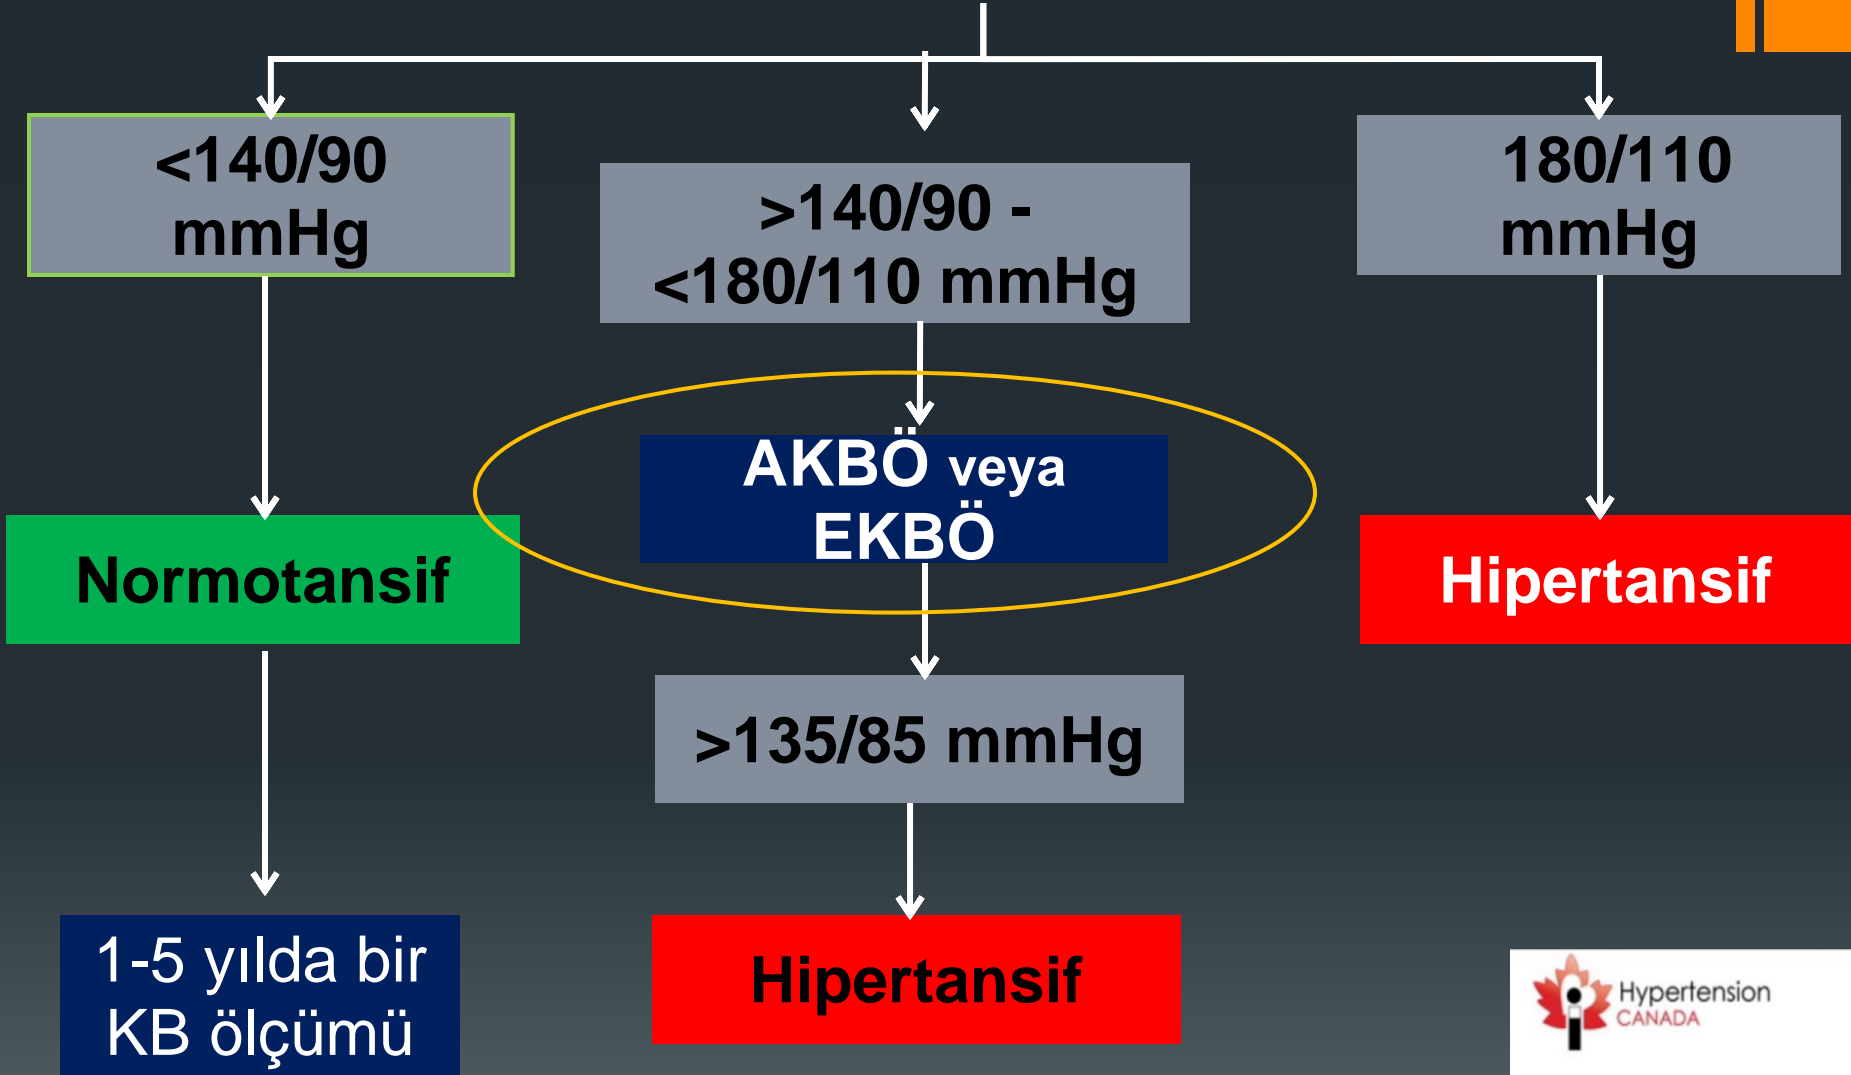 <140/90
mmHg
>140/90 -
<180/110 mmHg
180/110
mmHg
AKBÖ veya
EKBÖ
Normotansif
Hipertansif
>135/85 mmHg
1-5 yılda bir
KB ölçümü
Hipertansif
Hypertension
CANADA